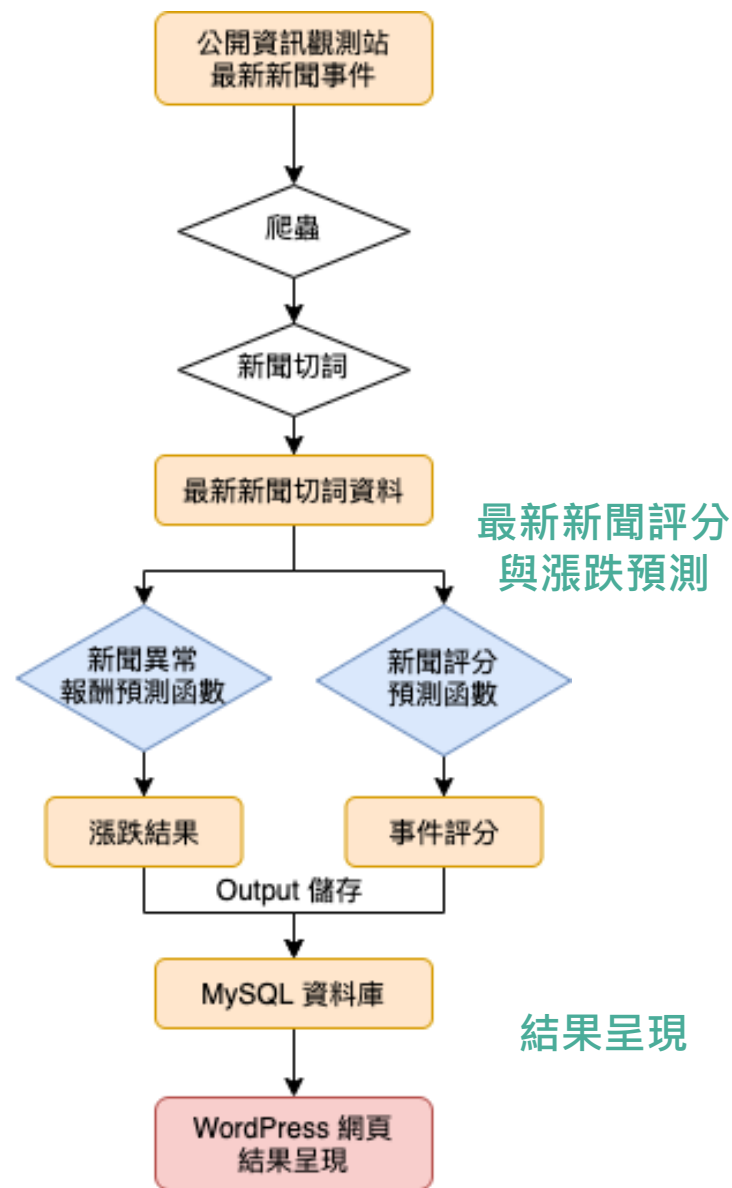 公開資訊觀測站
最新新聞事件
爬蟲
新聞切詞
最新新聞切詞資料
最新新聞評分
與漲跌預測
新聞異常
報酬預測函數
新聞評分
預測函數
漲跌結果
事件評分
Output 儲存
MySQL 資料庫
結果呈現
WordPress 網頁
結果呈現